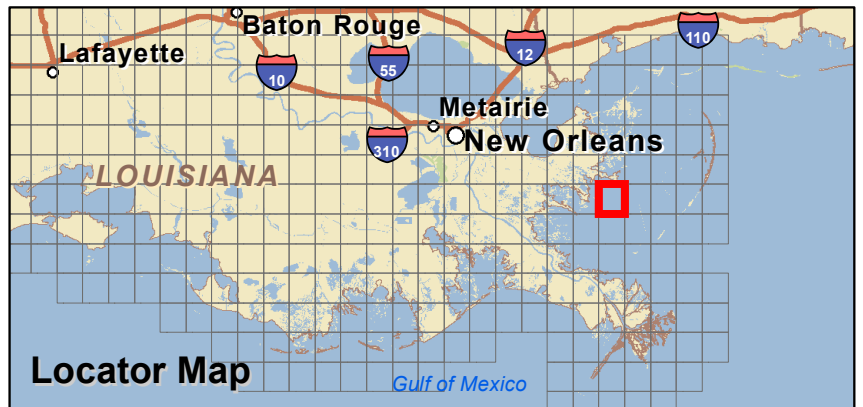 Baton Rouge
110
Lafayette
12
55
10
Metairie
New Orleans
310
LOUISIANA
Locator Map
Gulf of Mexico